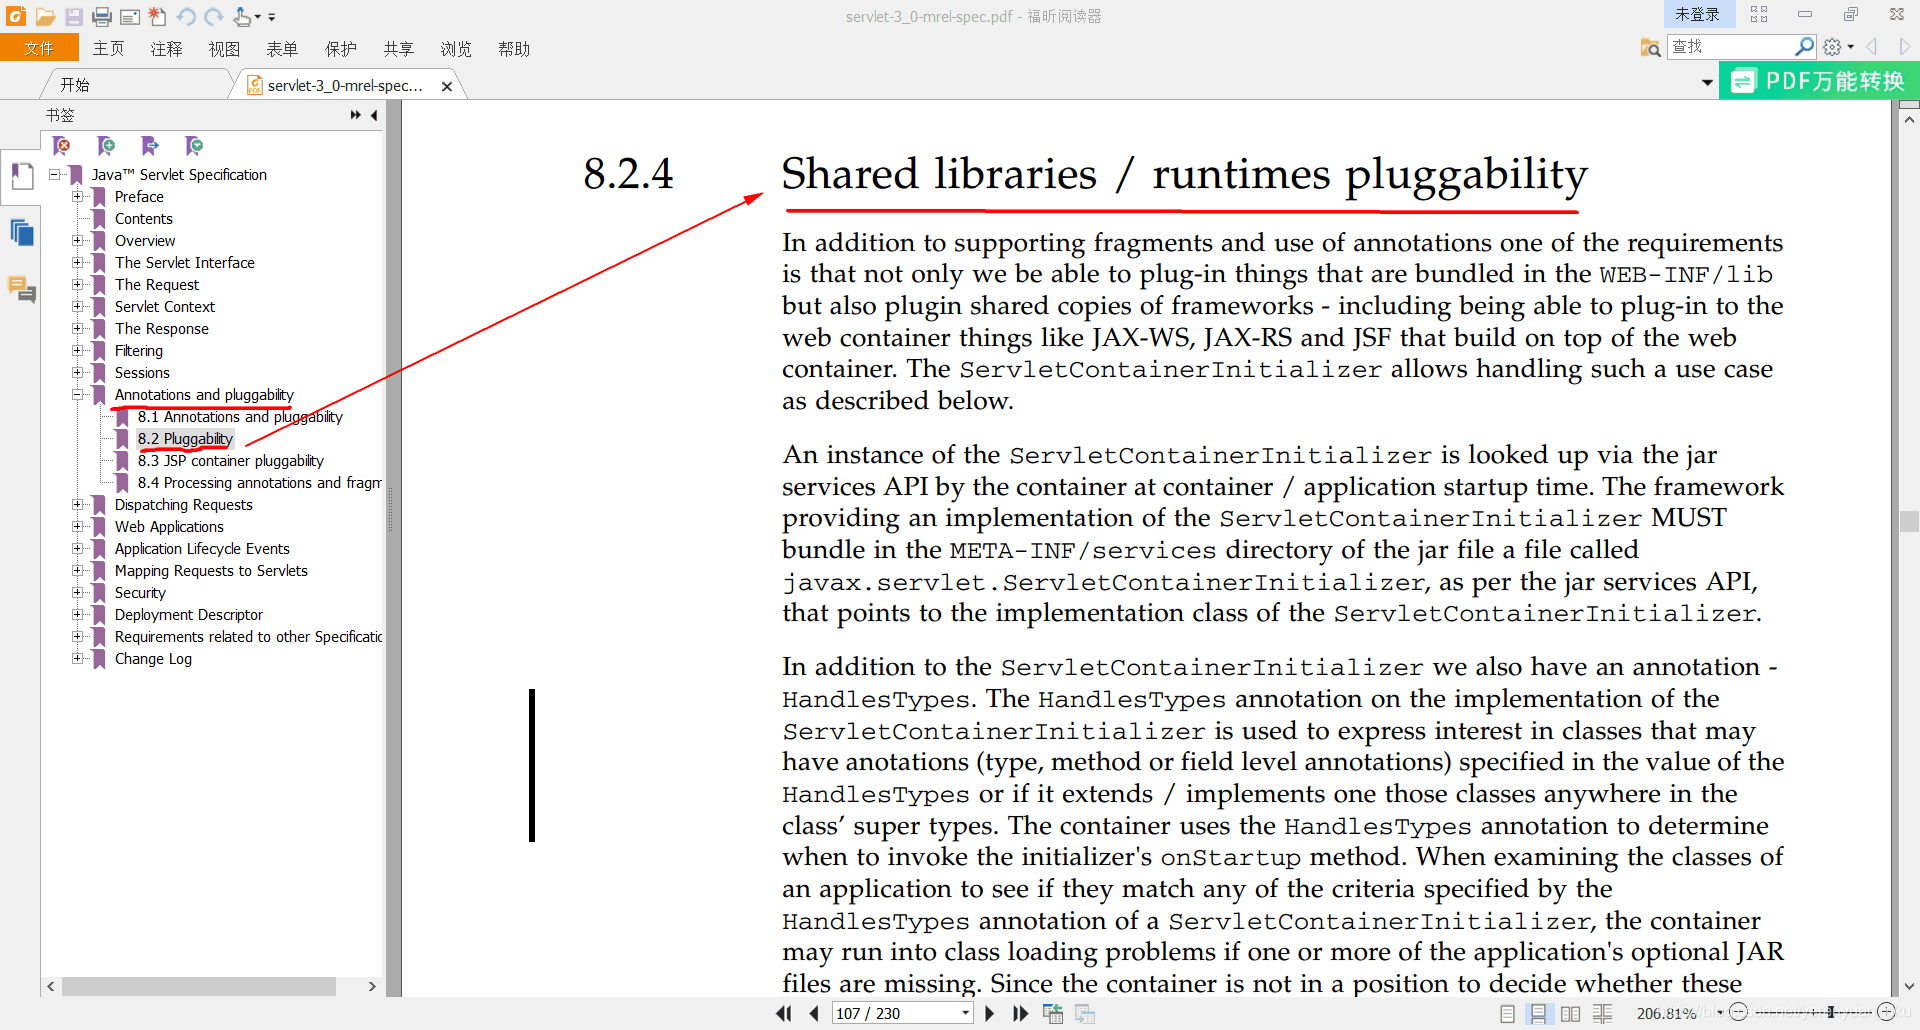 servlet-3_0-mrel-spec.pdf - 福昕阅读器
未登录
文件 主页 注释 视图 表单 保护 共享 浏览 帮助
查找
开始
servlet-3_0-mrel-spec...
PDF万能转换
书签
Java™ Servlet Specification
Preface
Contents
Overview
The Servlet Interface
The Request
Servlet Context
The Response
Filtering
Sessions
Annotations and pluggability
8.1 Annotations and pluggability
8.2 Pluggability
8.3 JSP container pluggability
8.4 Processing annotations and fragm
Dispatching Requests
Web Applications
Application Lifecycle Events
Mapping Requests to Servlets
Security
Deployment Descriptor
Requirements related to other Specificatio
Change Log
8.2.4 Shared libraries / runtimes pluggability
In addition to supporting fragments and use of annotations one of the requirements
is that not only we be able to plug-in things that are bundled in the WEB-INF/lib
but also plugin shared copies of frameworks - including being able to plug-in to the
web container things like JAX-WS, JAX-RS and JSF that build on top of the web
container. The ServletContainerInitializer allows handling such a use case
as described below.
An instance of the ServletContainerInitializer is looked up via the jar
services API by the container at container / application startup time. The framework
providing an implementation of the ServletContainerInitializer MUST
bundle in the META-INF/services directory of the jar file a file called
javax.servlet.ServletContainerInitializer, as per the jar services API,
that points to the implementation class of the ServletContainerInitializer.
In addition to the ServletContainerInitializer we also have an annotation -
HandlesTypes. The HandlesTypes annotation on the implementation of the
ServletContainerInitializer is used to express interest in classes that may
have anotations (type, method or field level annotations) specified in the value of the
HandlesTypes or if it extends / implements one those classes anywhere in the
class’ super types. The container uses the HandlesTypes annotation to determine
when to invoke the initializer's onStartup method. When examining the classes of
an application to see if they match any of the criteria specified by the
HandlesTypes annotation of a ServletContainerInitializer, the container
may run into class loading problems if one or more of the application's optional JAR
files are missing. Since the container is not in a position to decide whether these
107 / 230
206.81%